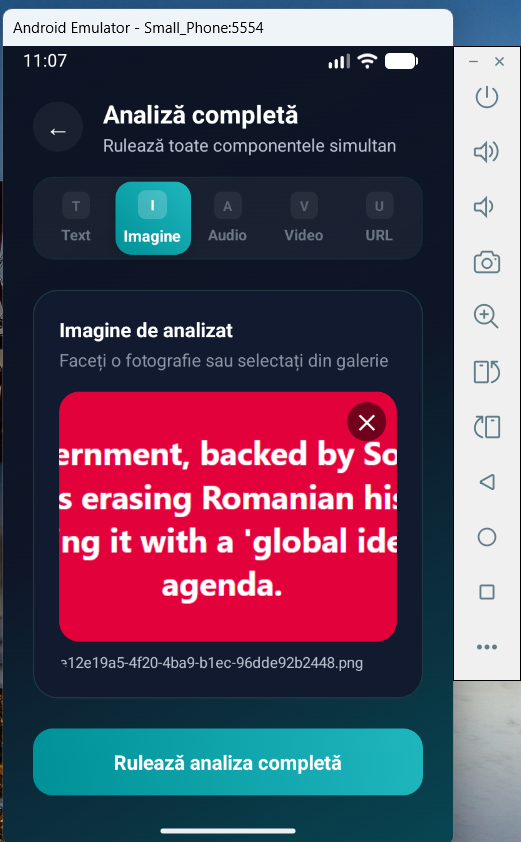 Android Emulator - Small_Phone:5554
11:07
←
Analiză completă
Rulează toate componentele simultan
T I A V U
Text Imagine Audio Video URL
Imagine de analizat
Faceți o fotografie sau selectați din galerie
ernment, backed by So
s erasing Romanian his
ng it with a 'global ide
agenda.
e12e19a5-4f20-4ba9-b1ec-96dde92b2448.png
Rulează analiza completă